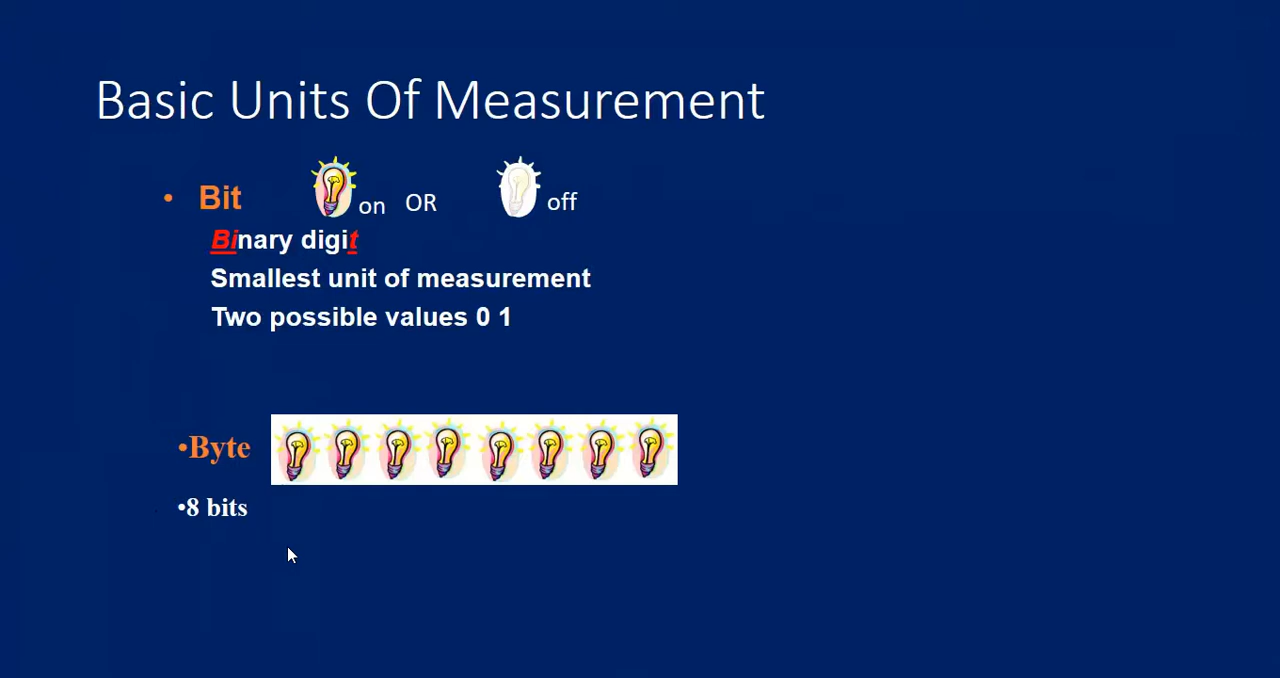 Basic Units Of Measurement
• Bit on OR off
Binary digit
Smallest unit of measurement
Two possible values 0 1
•Byte
•8 bits